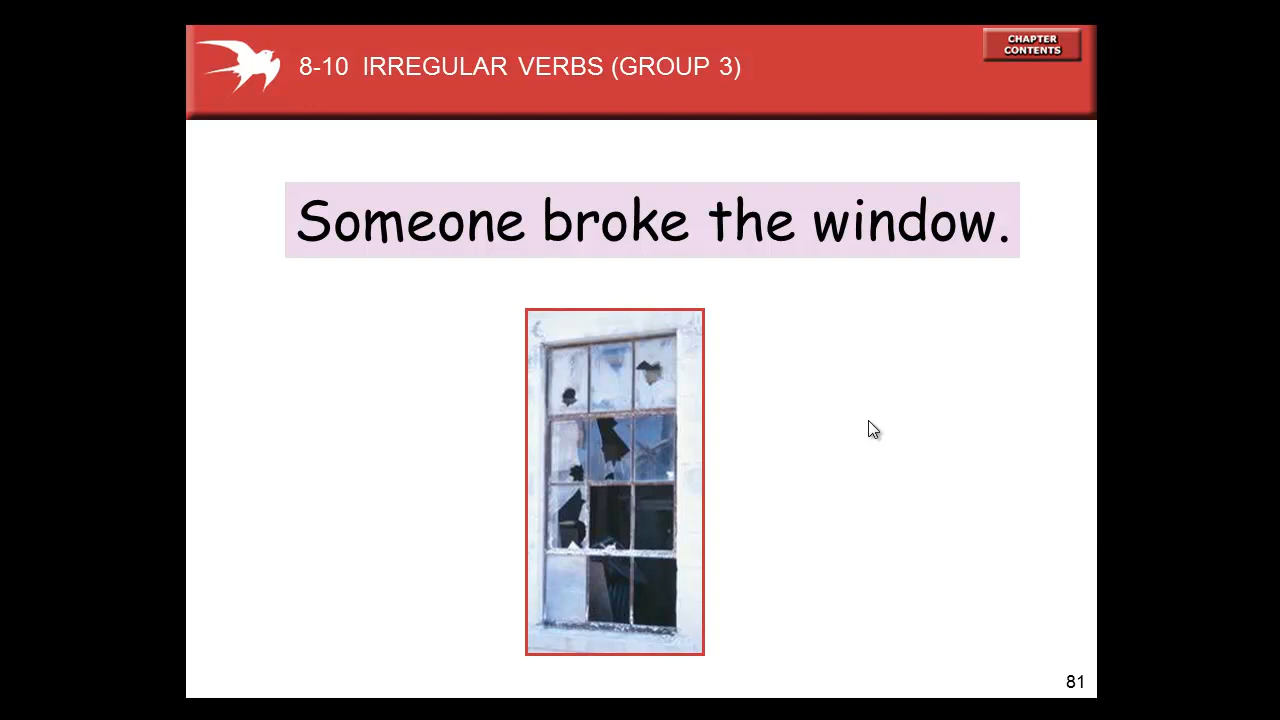 CHAPTER
CONTENTS
8-10 IRREGULAR VERBS (GROUP 3)
Someone broke the window.
81